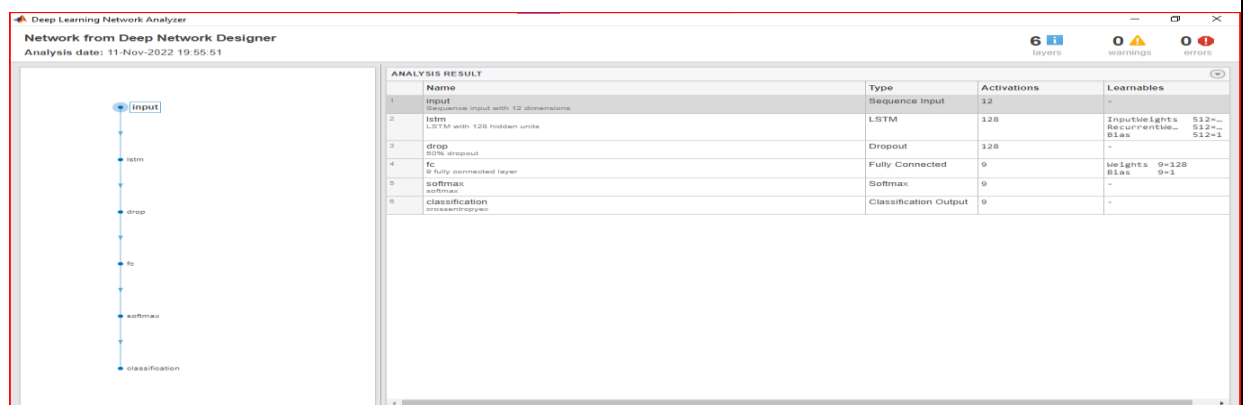 Deep Learning Network Analyzer
Network from Deep Network Designer
Analysis date: 11-Nov-2022 19:55:51
6 layers
0 warnings
0 errors
input
lstm
drop
fc
softmax
classification
ANALYSIS RESULT
Name Type Activations Learnables
1 input Sequence Input 12 -
Sequence input with 12 dimensions
2 lstm LSTM 128 InputWeights 512×…
LSTM with 128 hidden units RecurrentWe… 512×…
Bias 512×1
3 drop Dropout 128 -
50% dropout
4 fc Fully Connected 9 Weights 9×128
9 fully connected layer Bias 9×1
5 softmax Softmax 9 -
softmax
6 classification Classification Output 9 -
crossentropyex